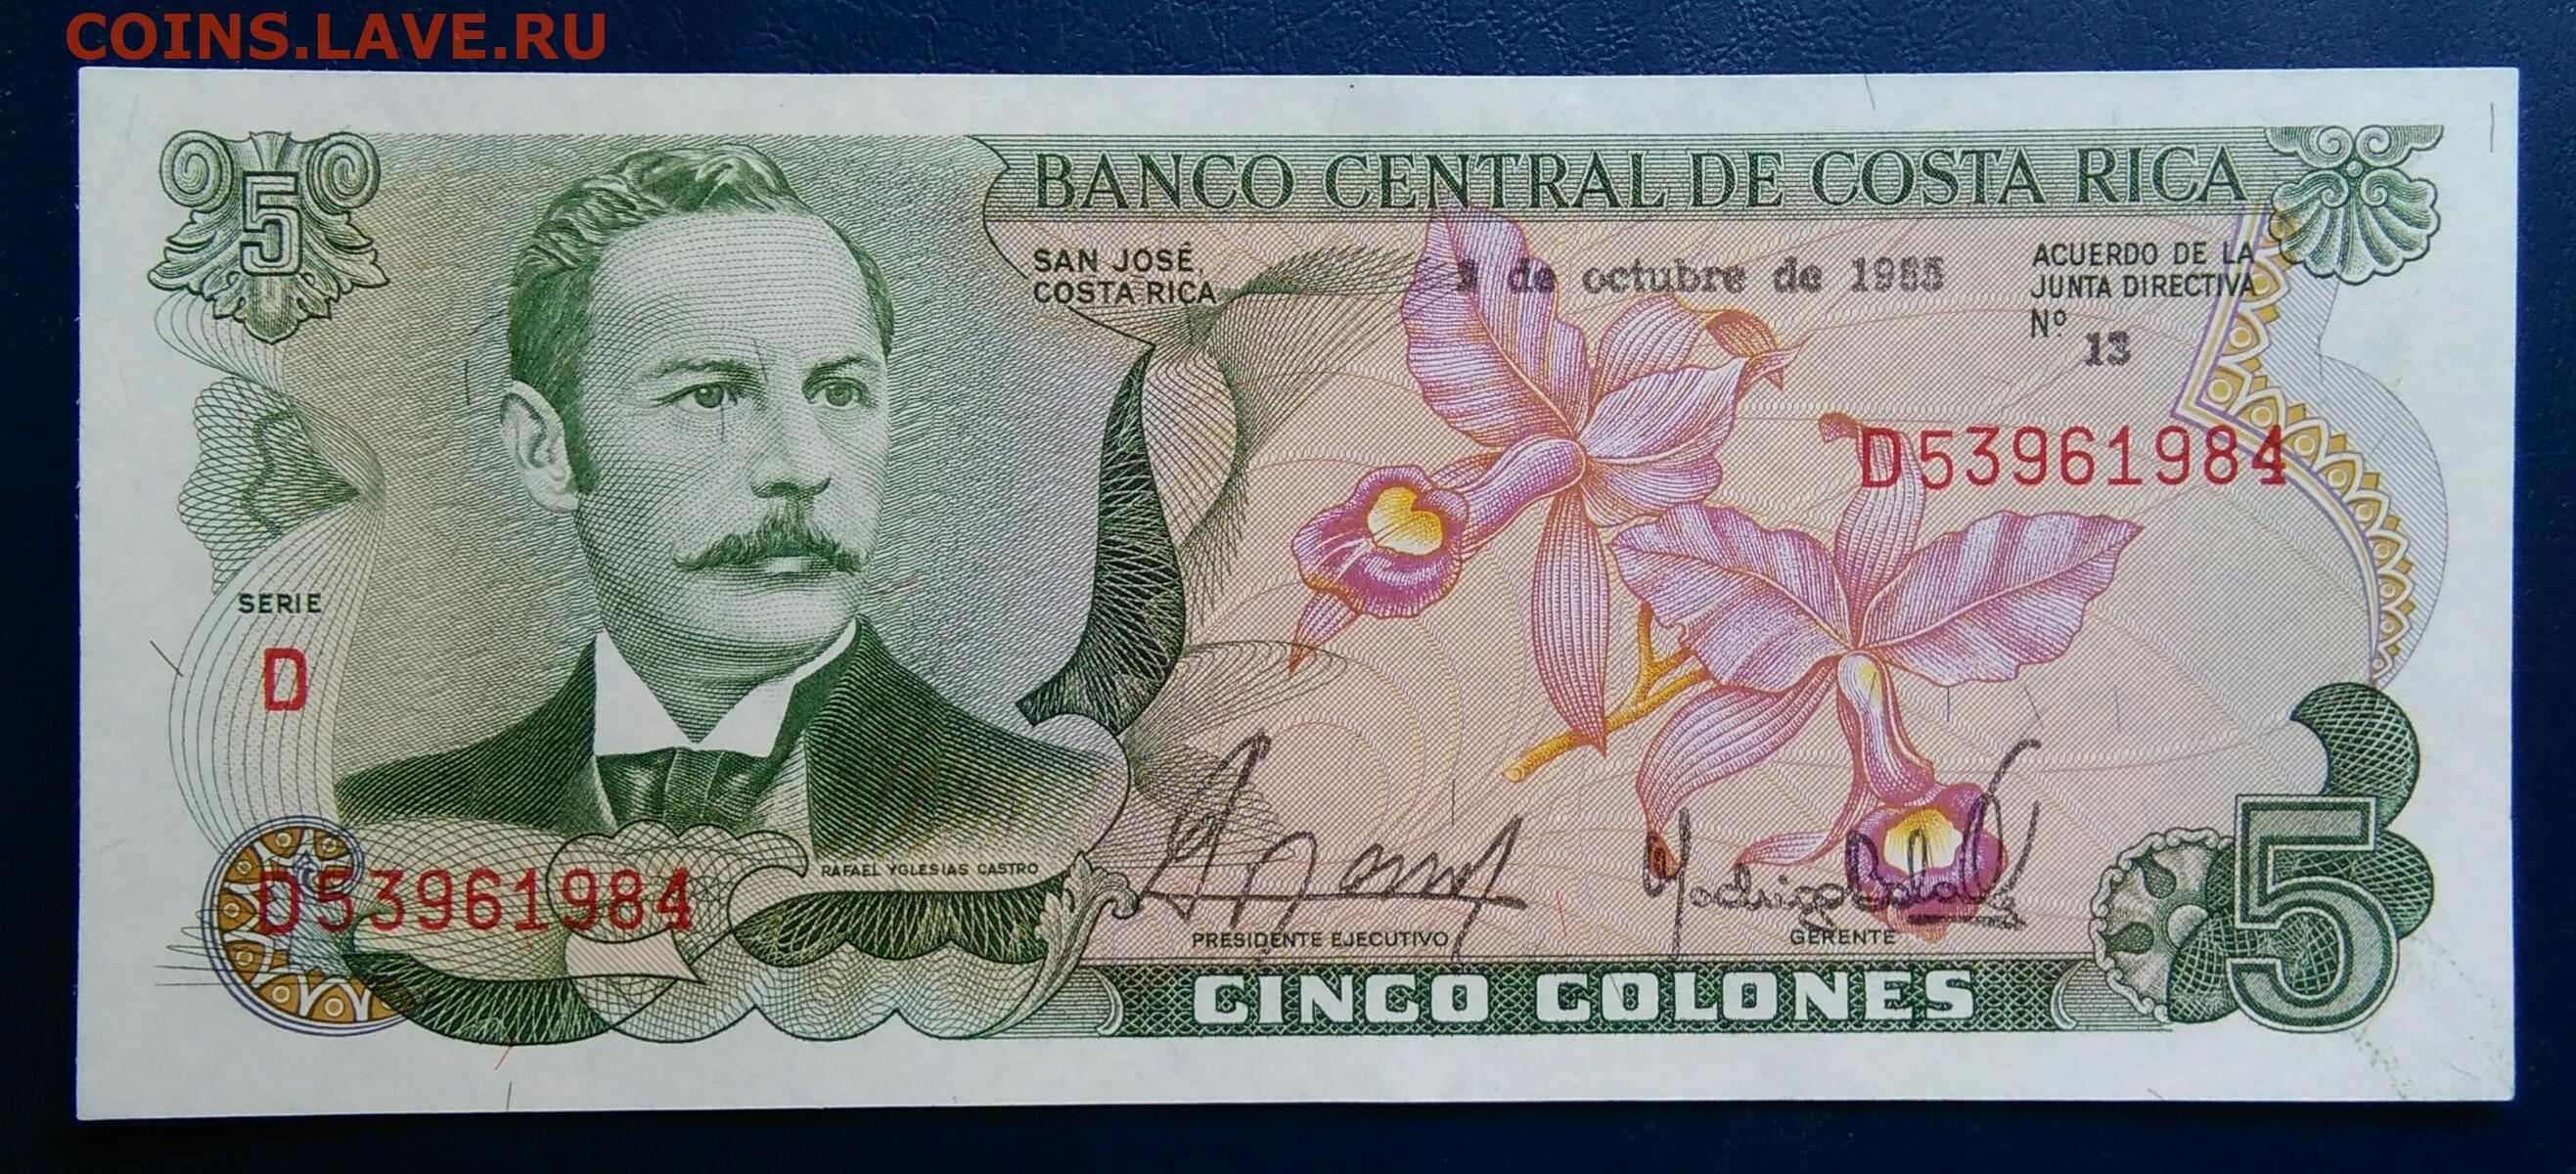 COINS.LAVE.RU
5
BANCO CENTRAL DE COSTA RICA
SAN JOSÉ,
COSTA RICA
de octubre de
ACUERDO DE LA
JUNTA DIRECTIVA
Nº
13
D53961984
SERIE
D
D53961984
RAFAEL YGLESIAS CASTRO
PRESIDENTE EJECUTIVO
GERENTE
CINCO COLONES
5